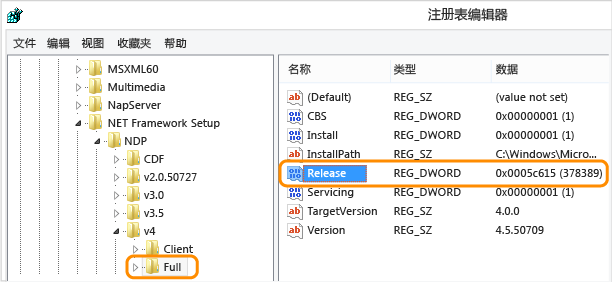 注册表编辑器
文件 编辑 视图 收藏夹 帮助
MSXML60
Multimedia
NapServer
NET Framework Setup
NDP
CDF
v2.0.50727
v3.0
v3.5
v4
Client
Full
名称 类型 数据
(Default) REG_SZ (value not set)
CBS REG_DWORD 0x00000001 (1)
Install REG_DWORD 0x00000001 (1)
InstallPath REG_SZ C:\Windows\Micro...
Release REG_DWORD 0x0005c615 (378389)
Servicing REG_DWORD 0x00000001 (1)
TargetVersion REG_SZ 4.0.0
Version REG_SZ 4.5.50709